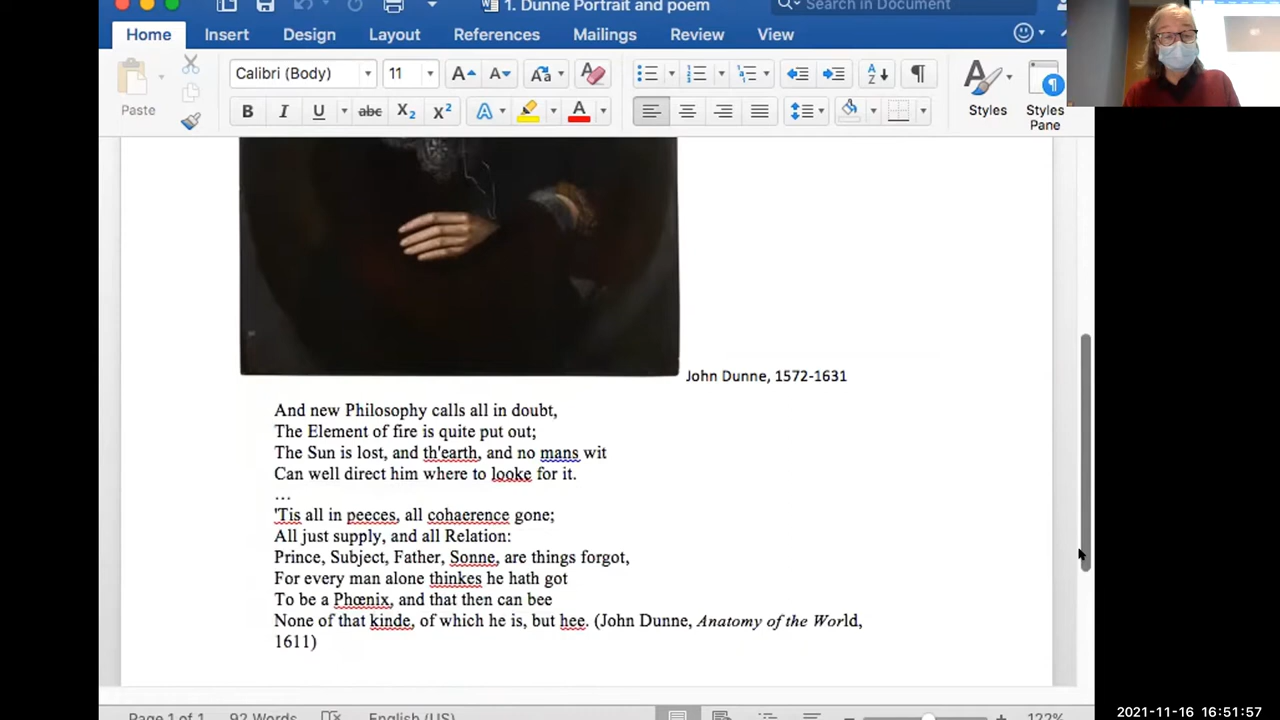 1. Dunne Portrait and poem
Search in Document
Home Insert Design Layout References Mailings Review View
Paste
Calibri (Body) 11
Styles
Styles Pane
John Dunne, 1572-1631
And new Philosophy calls all in doubt,
The Element of fire is quite put out;
The Sun is lost, and th'earth, and no mans wit
Can well direct him where to looke for it.
…
'Tis all in peeces, all cohaerence gone;
All just supply, and all Relation:
Prince, Subject, Father, Sonne, are things forgot,
For every man alone thinkes he hath got
To be a Phœnix, and that then can bee
None of that kinde, of which he is, but hee. (John Dunne, Anatomy of the World,
1611)
Page 1 of 1 92 Words English (US) 122%
2021-11-16 16:51:57